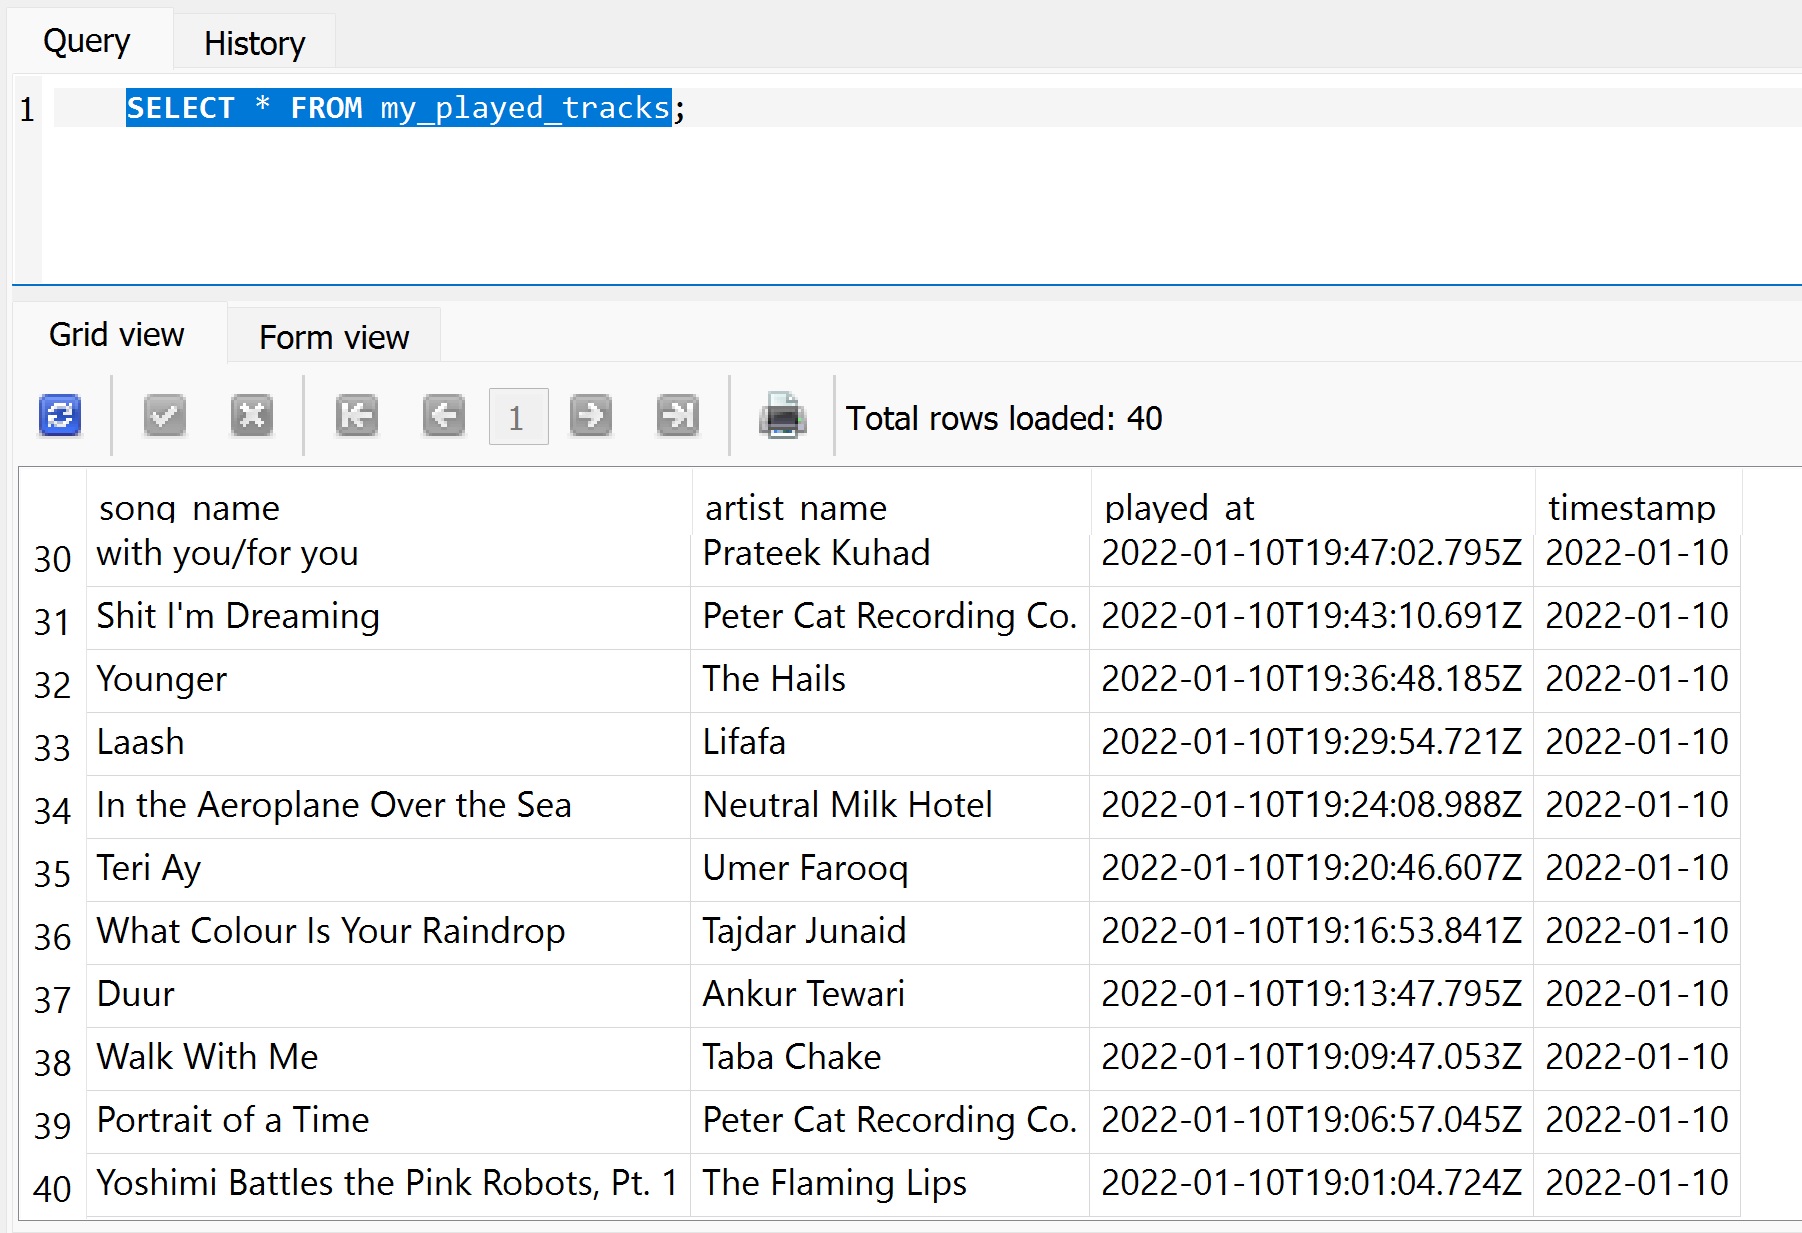 Query History
1 SELECT * FROM my_played_tracks;
Grid view Form view
1 Total rows loaded: 40
song_name artist_name played_at timestamp
30 with you/for you Prateek Kuhad 2022-01-10T19:47:02.795Z 2022-01-10
31 Shit I'm Dreaming Peter Cat Recording Co. 2022-01-10T19:43:10.691Z 2022-01-10
32 Younger The Hails 2022-01-10T19:36:48.185Z 2022-01-10
33 Laash Lifafa 2022-01-10T19:29:54.721Z 2022-01-10
34 In the Aeroplane Over the Sea Neutral Milk Hotel 2022-01-10T19:24:08.988Z 2022-01-10
35 Teri Ay Umer Farooq 2022-01-10T19:20:46.607Z 2022-01-10
36 What Colour Is Your Raindrop Tajdar Junaid 2022-01-10T19:16:53.841Z 2022-01-10
37 Duur Ankur Tewari 2022-01-10T19:13:47.795Z 2022-01-10
38 Walk With Me Taba Chake 2022-01-10T19:09:47.053Z 2022-01-10
39 Portrait of a Time Peter Cat Recording Co. 2022-01-10T19:06:57.045Z 2022-01-10
40 Yoshimi Battles the Pink Robots, Pt. 1 The Flaming Lips 2022-01-10T19:01:04.724Z 2022-01-10